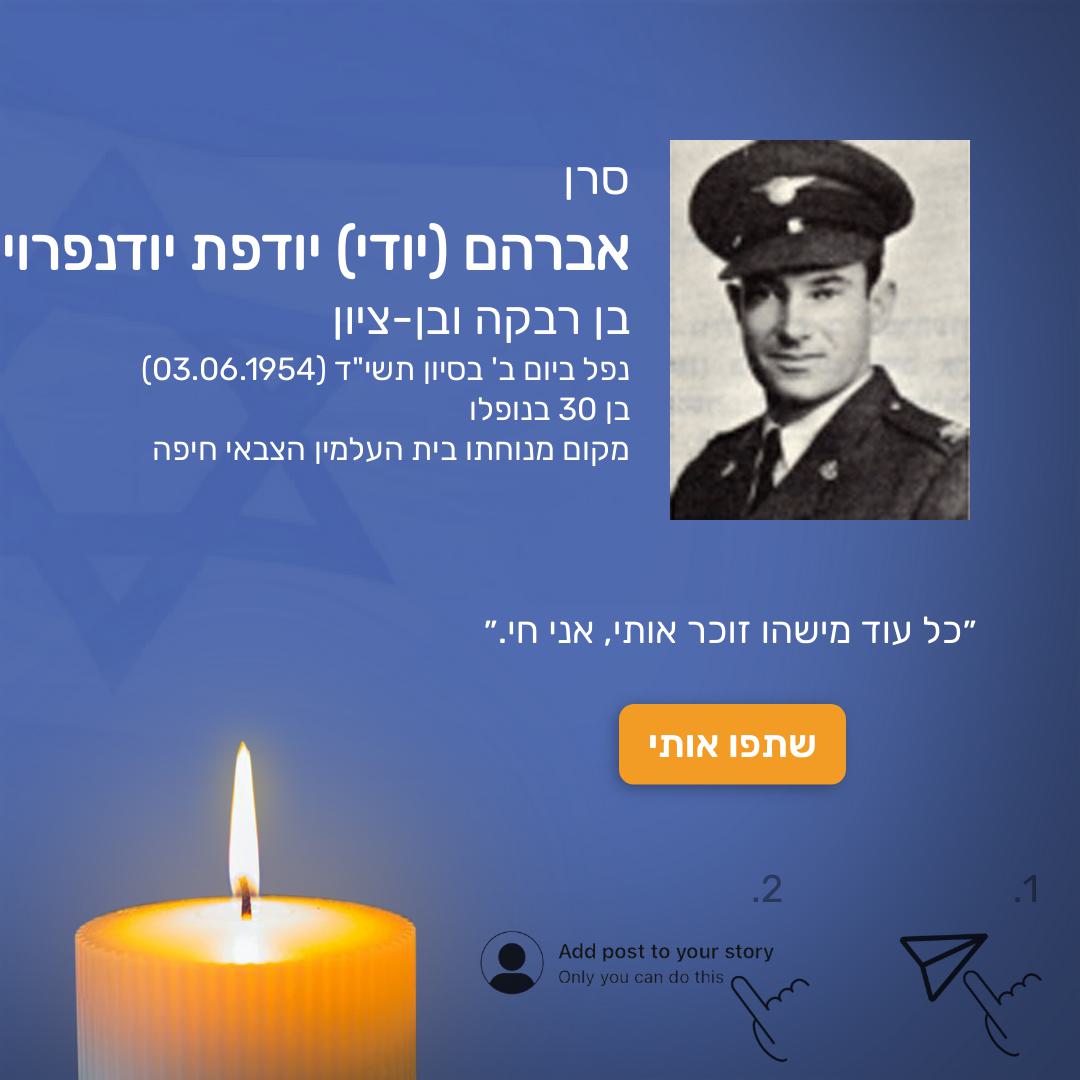 סרן
אברהם (יודי) יודפת יודנפרוי
בן רבקה ובן-ציון
נפל ביום ב' בסיון תשי"ד (03.06.1954)
בן 30 בנופלו
מקום מנוחתו בית העלמין הצבאי חיפה
״כל עוד מישהו זוכר אותי, אני חי.״
שתפו אותי
1.
2.
Add post to your story
Only you can do this